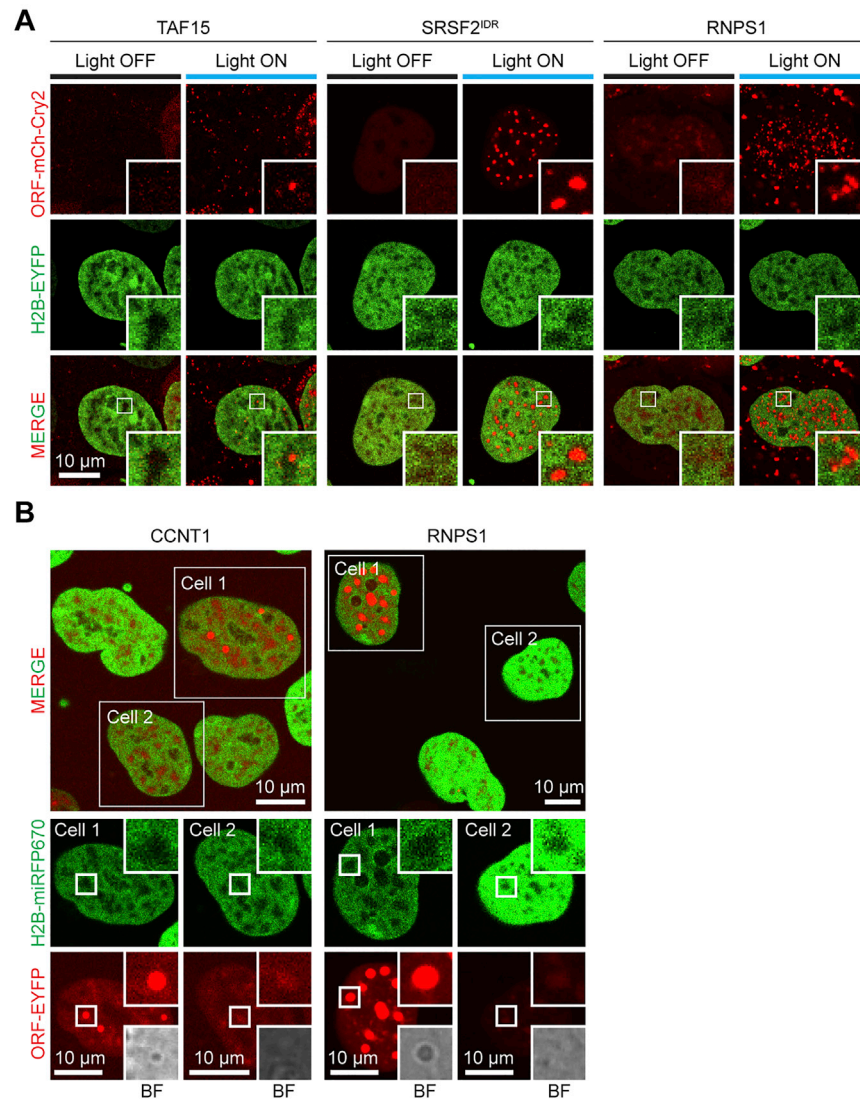 A
TAF15 SRSF2^IDR RNPS1
Light OFF Light ON Light OFF Light ON Light OFF Light ON
ORF-mCh-Cry2
H2B-EYFP
MERGE
10 μm
B
CCNT1 RNPS1
MERGE
Cell 1
Cell 2
10 μm
Cell 1
Cell 2
10 μm
H2B-miRFP670
Cell 1 Cell 2 Cell 1 Cell 2
ORF-EYFP
10 μm 10 μm 10 μm 10 μm
BF BF BF BF